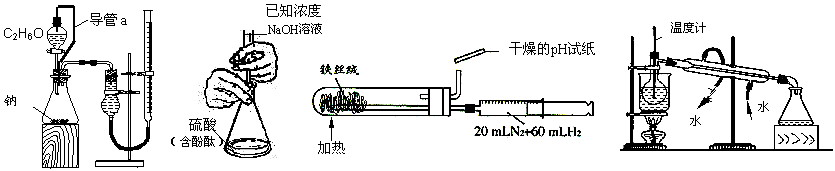 C₂H₆O
导管a
钠
已知浓度
NaOH溶液
硫酸
(含酚酞)
干燥的pH试纸
铁丝绒
加热
20 mLN₂+60 mLH₂
温度计
水
水